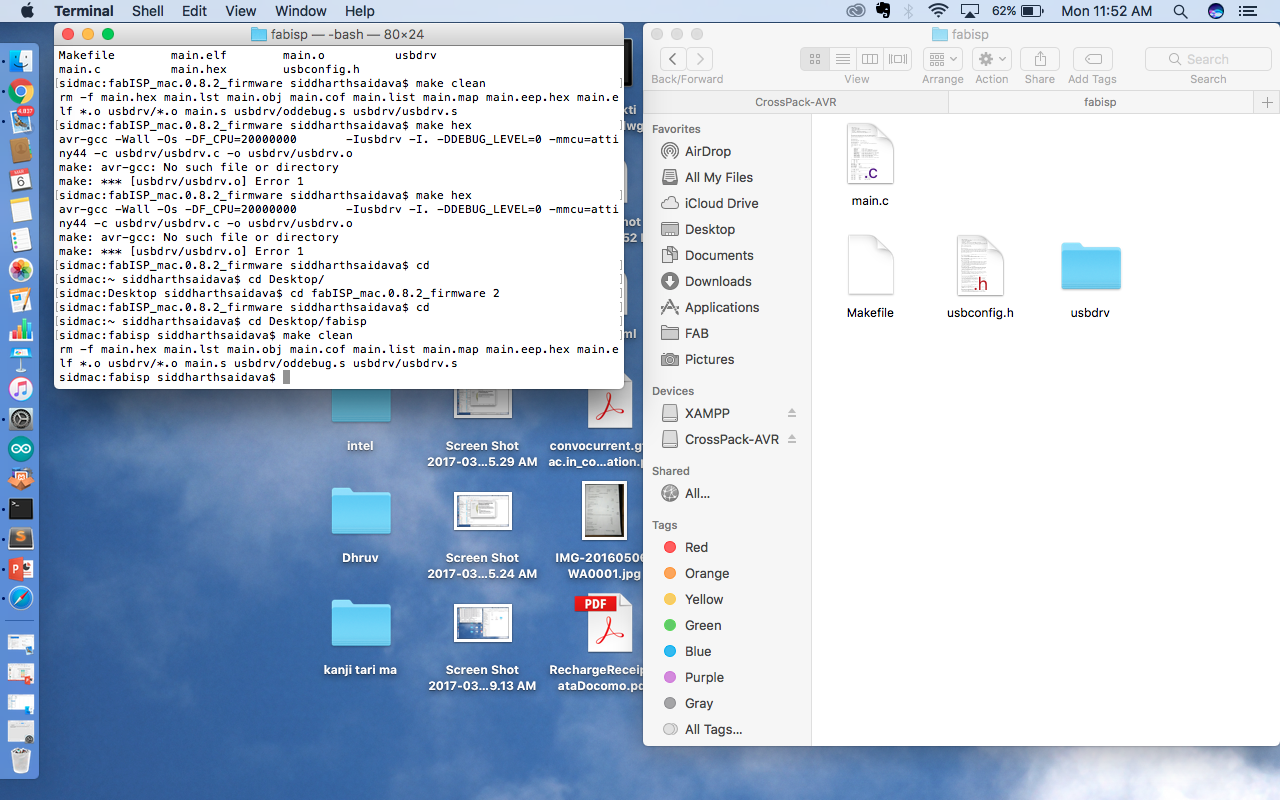 Terminal Shell Edit View Window Help 62% Mon 11:52 AM
fabisp — -bash — 80×24
Makefile main.elf main.o usbdrv
main.c main.hex usbconfig.h
[sidmac:fabISP_mac.0.8.2_firmware siddharthsaidava$ make clean ]
rm -f main.hex main.lst main.obj main.cof main.list main.map main.eep.hex main.e
lf *.o usbdrv/*.o main.s usbdrv/oddebug.s usbdrv/usbdrv.s
[sidmac:fabISP_mac.0.8.2_firmware siddharthsaidava$ make hex ]
avr-gcc -Wall -Os -DF_CPU=20000000 -Iusbdrv -I. -DDEBUG_LEVEL=0 -mmcu=atti
ny44 -c usbdrv/usbdrv.c -o usbdrv/usbdrv.o
make: avr-gcc: No such file or directory
make: *** [usbdrv/usbdrv.o] Error 1
[sidmac:fabISP_mac.0.8.2_firmware siddharthsaidava$ make hex ]
avr-gcc -Wall -Os -DF_CPU=20000000 -Iusbdrv -I. -DDEBUG_LEVEL=0 -mmcu=atti
ny44 -c usbdrv/usbdrv.c -o usbdrv/usbdrv.o
make: avr-gcc: No such file or directory
make: *** [usbdrv/usbdrv.o] Error 1
[sidmac:fabISP_mac.0.8.2_firmware siddharthsaidava$ cd ]
[sidmac:~ siddharthsaidava$ cd Desktop/ ]
[sidmac:Desktop siddharthsaidava$ cd fabISP_mac.0.8.2_firmware 2 ]
[sidmac:fabISP_mac.0.8.2_firmware siddharthsaidava$ cd ]
[sidmac:~ siddharthsaidava$ cd Desktop/fabisp ]
[sidmac:fabisp siddharthsaidava$ make clean ]
rm -f main.hex main.lst main.obj main.cof main.list main.map main.eep.hex main.e
lf *.o usbdrv/*.o main.s usbdrv/oddebug.s usbdrv/usbdrv.s
sidmac:fabisp siddharthsaidava$
intel
Screen Shot
2017-03...5.29 AM
convocurrent.g
ac.in_co...ation.p
Dhruv
Screen Shot
2017-03...5.24 AM
IMG-20160506
WA0001.jpg
PDF
kanji tari ma
Screen Shot
2017-03...9.13 AM
RechargeReceip
ataDocomo.pd
fabisp
Back/Forward View Arrange Action Share Add Tags Search
Search
CrossPack-AVR fabisp
Favorites
AirDrop
All My Files
iCloud Drive
Desktop
Documents
Downloads
Applications
FAB
Pictures
Devices
XAMPP
CrossPack-AVR
Shared
All...
Tags
Red
Orange
Yellow
Green
Blue
Purple
Gray
All Tags...
.c
main.c
Makefile
.h
usbconfig.h
usbdrv
4,837
MAR
6